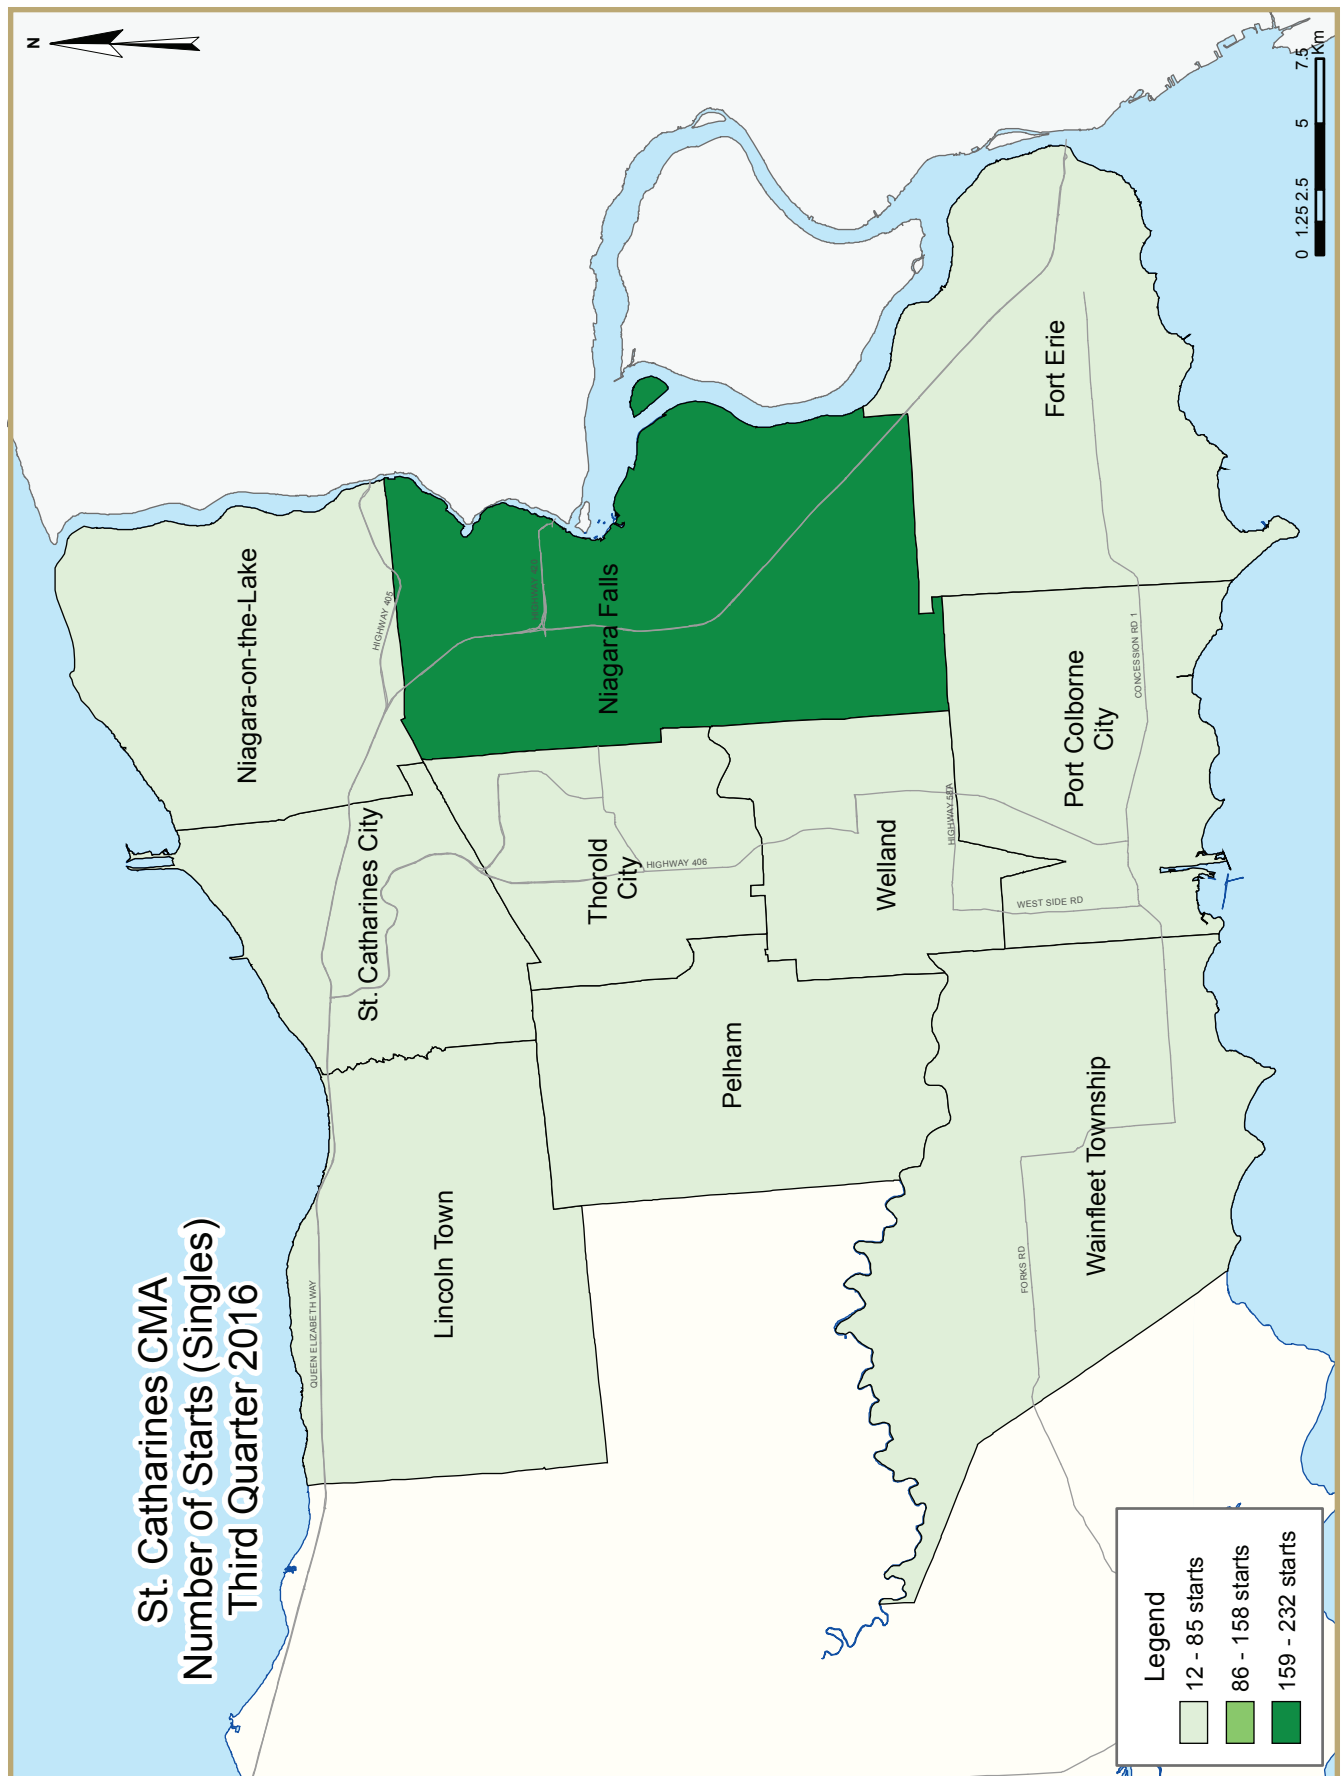 St. Catharines CMA
Number of Starts (Singles)
Third Quarter 2016
N
Niagara-on-the-Lake
HIGHWAY 405
St. Catharines City
QUEEN ELIZABETH WAY
Lincoln Town
Niagara Falls
Thorold
City
HIGHWAY 406
Pelham
Welland
HIGHWAY 58A
WEST SIDE RD
Port Colborne
City
CONCESSION RD 1
Fort Erie
Wainfleet Township
FORKS RD
Legend
12 - 85 starts
86 - 158 starts
159 - 232 starts
0 1.25 2.5 5 7.5
Km